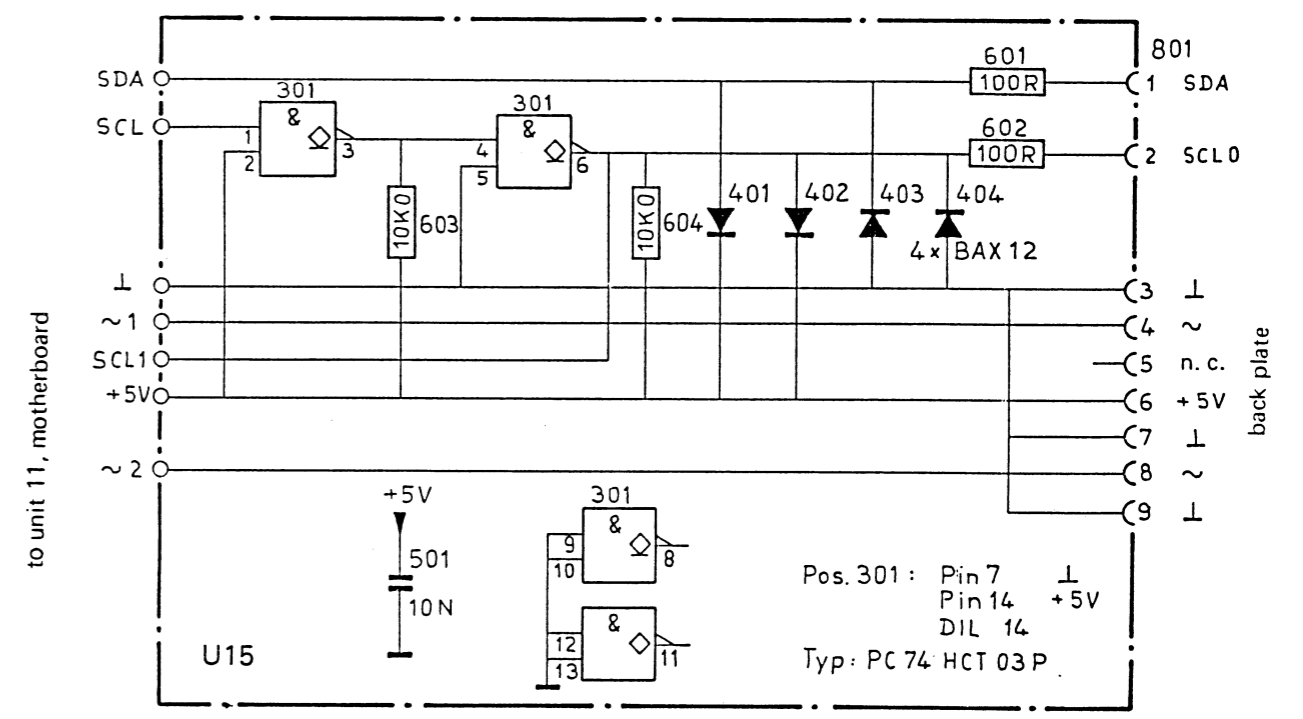 801
601
SDA
100R
1 SDA
301
301
602
SCL
&
&
1
3
4
6
100R
2 SCL0
2
5
401
402
403
404
10K0
603
10K0
604
4x BAX 12
⊥
3 ⊥
~1
4 ~
SCL1
5 n.c.
+5V
6 +5V
7 ⊥
~2
8 ~
9 ⊥
to unit 11, motherboard
back plate
+5V
501
10N
301
&
9
10
8
&
12
13
11
Pos. 301 : Pin 7 ⊥
Pin 14 +5V
DIL 14
Typ: PC 74 HCT 03 P
U15